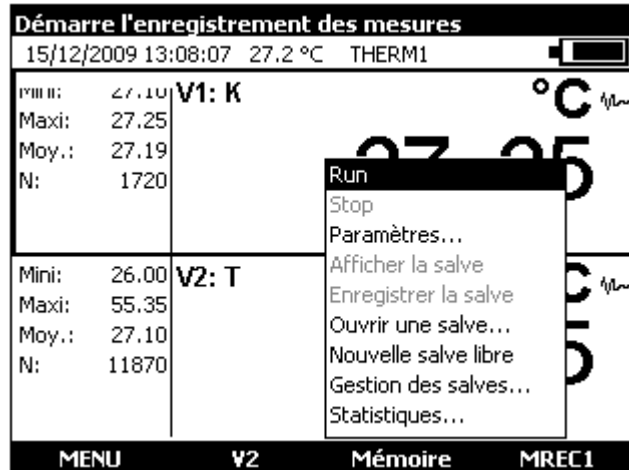 Démarre l'enregistrement des mesures
15/12/2009 13:08:07 27.2 °C THERM1
V1: K °C
Maxi: 27.25
Moy.: 27.19
N: 1720
Run
Stop
Paramètres...
Afficher la salve
Enregistrer la salve
Ouvrir une salve...
Nouvelle salve libre
Gestion des salves...
Statistiques...
Mini: 26.00 V2: T
Maxi: 55.35
Moy.: 27.10
N: 11870
MENU V2 Mémoire MREC1